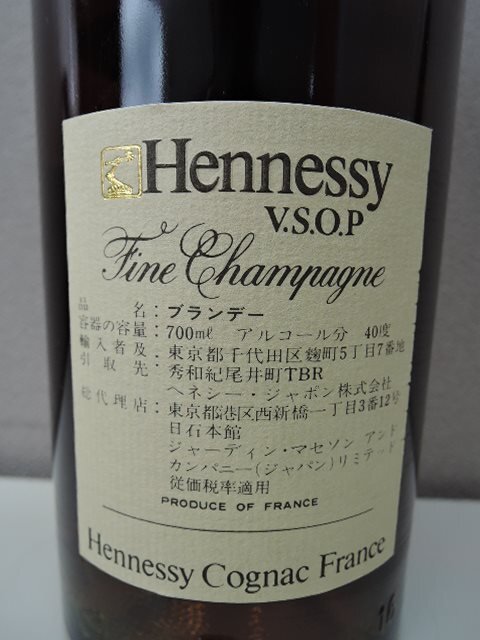 Hennessy
V.S.O.P
Fine Champagne
品名:ブランデー
容器の容量:700ml アルコール分 40度
輸入者及 . 東京都千代田区麴町5丁目7番地
引取先・秀和紀尾井町TBR
ヘネシー・ジャポン株式会社
総代理店:東京都港区西新橋一丁目3番12号
日石本館
ジャーディン・マセソン アンド
カンパニー(ジャパン)リミテッド
従価税率適用
PRODUCE OF FRANCE
Hennessy Cognac France